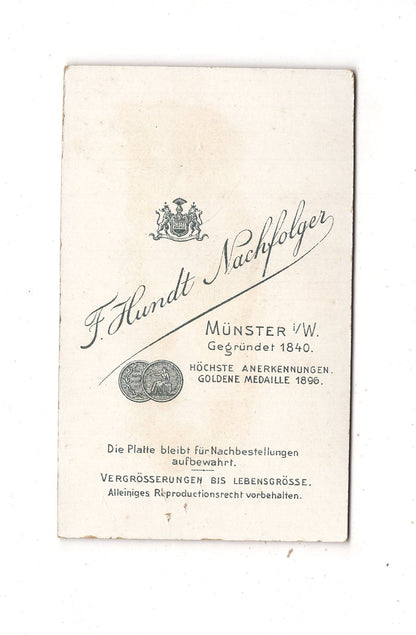 F. Hundt Nachfolger
MÜNSTER i/W.
Gegründet 1840.
HÖCHSTE ANERKENNUNGEN.
GOLDENE MEDAILLE 1896.
Die Platte bleibt für Nachbestellungen
aufbewahrt.
VERGRÖSSERUNGEN BIS LEBENSGRÖSSE.
Alleiniges Reproductionsrecht vorbehalten.